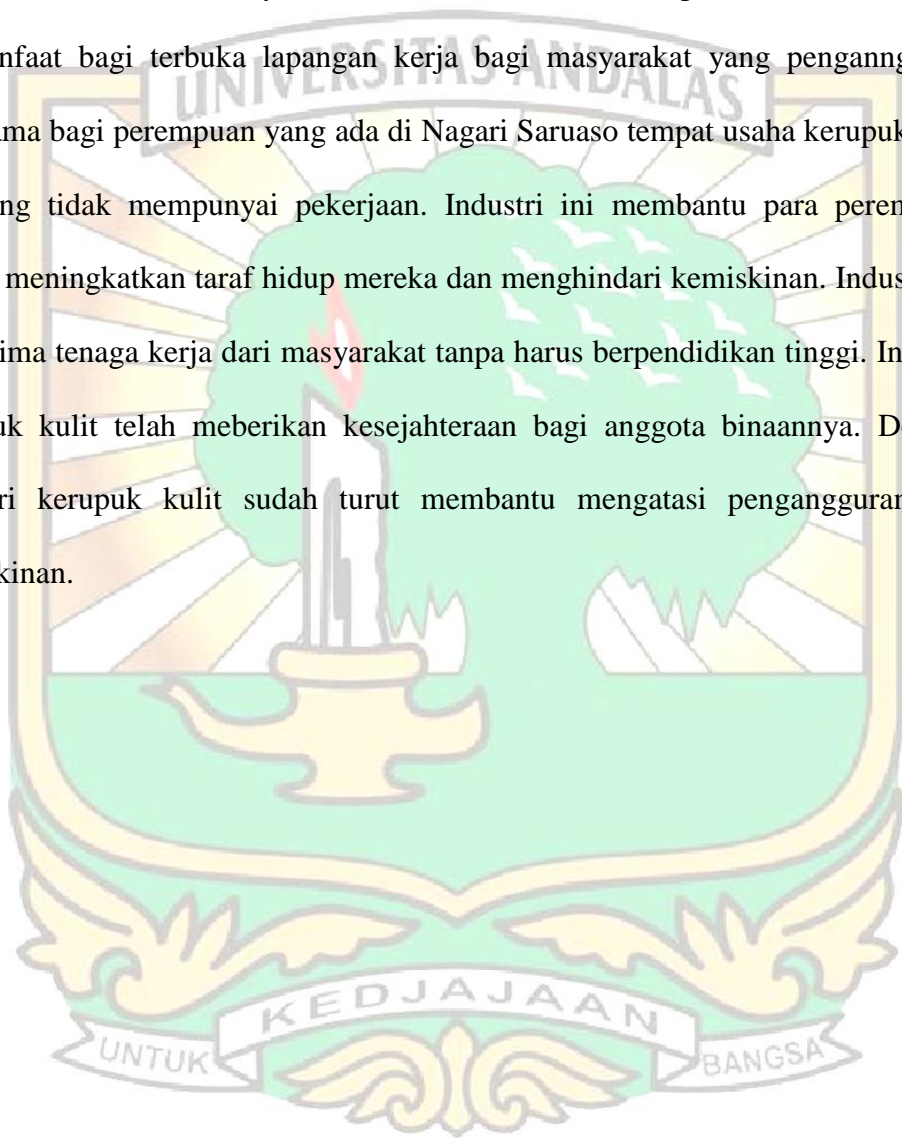 nfaat bagi terbuka lapangan kerja bagi masyarakat yang penganng
ama bagi perempuan yang ada di Nagari Saruaso tempat usaha kerupuk
ng tidak mempunyai pekerjaan. Industri ini membantu para peren
meningkatkan taraf hidup mereka dan menghindari kemiskinan. Indus
ima tenaga kerja dari masyarakat tanpa harus berpendidikan tinggi. In
uk kulit telah meberikan kesejahteraan bagi anggota binaannya. D
ri kerupuk kulit sudah turut membantu mengatasi pengangguran
kinan.
UNIVERSITAS ANDALAS
UNTUK KEDJAJAAN BANGSA